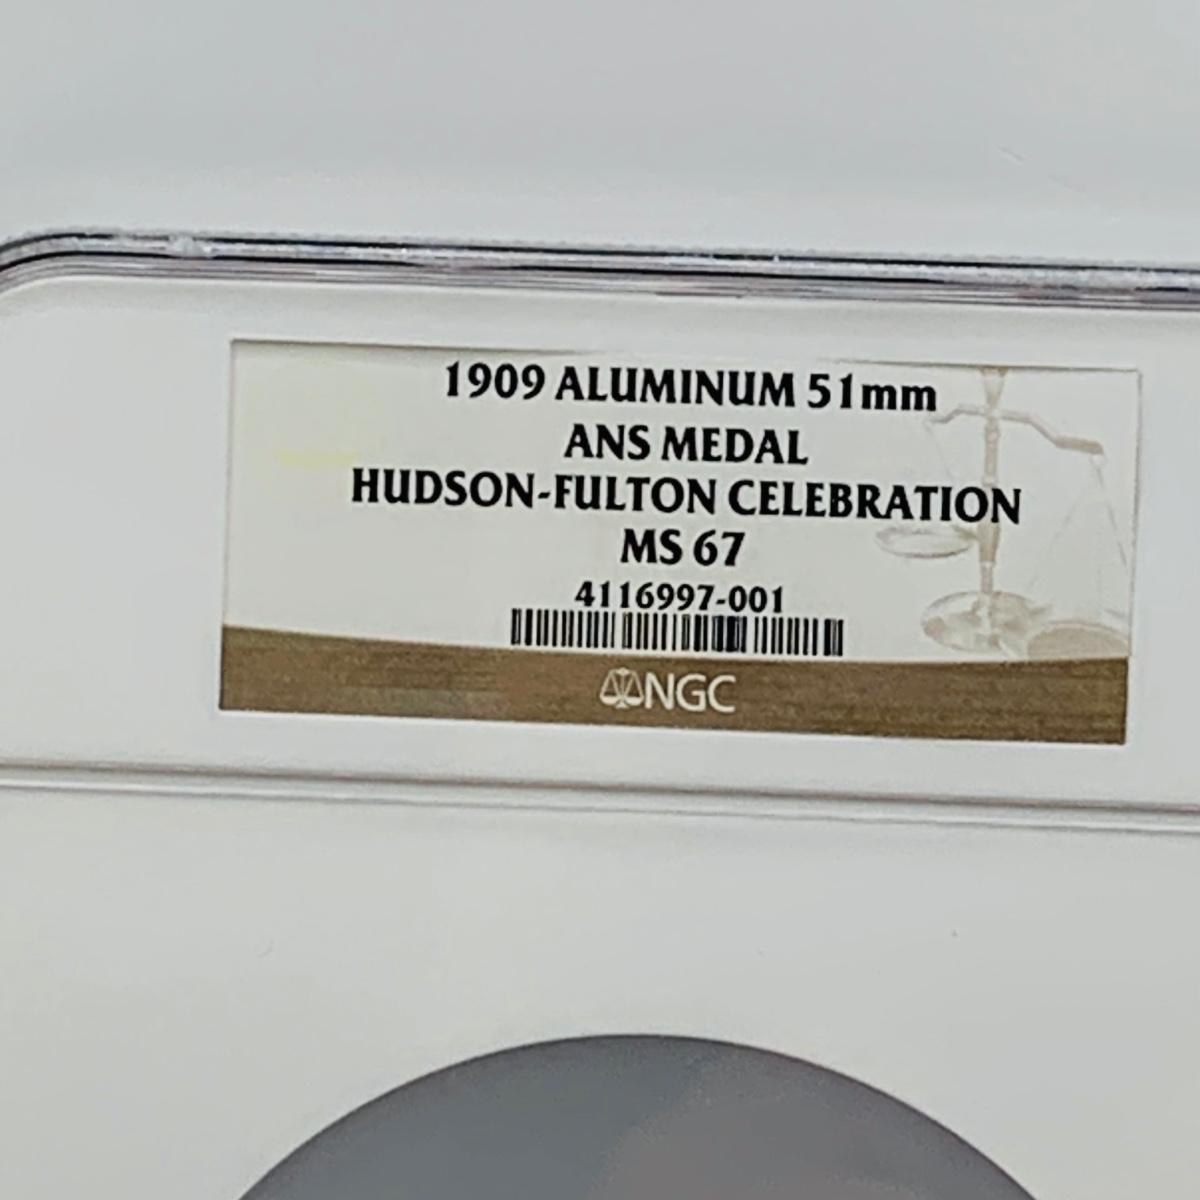 1909 ALUMINUM 51mm
ANS MEDAL
HUDSON-FULTON CELEBRATION
MS 67
4116997-001
NGC